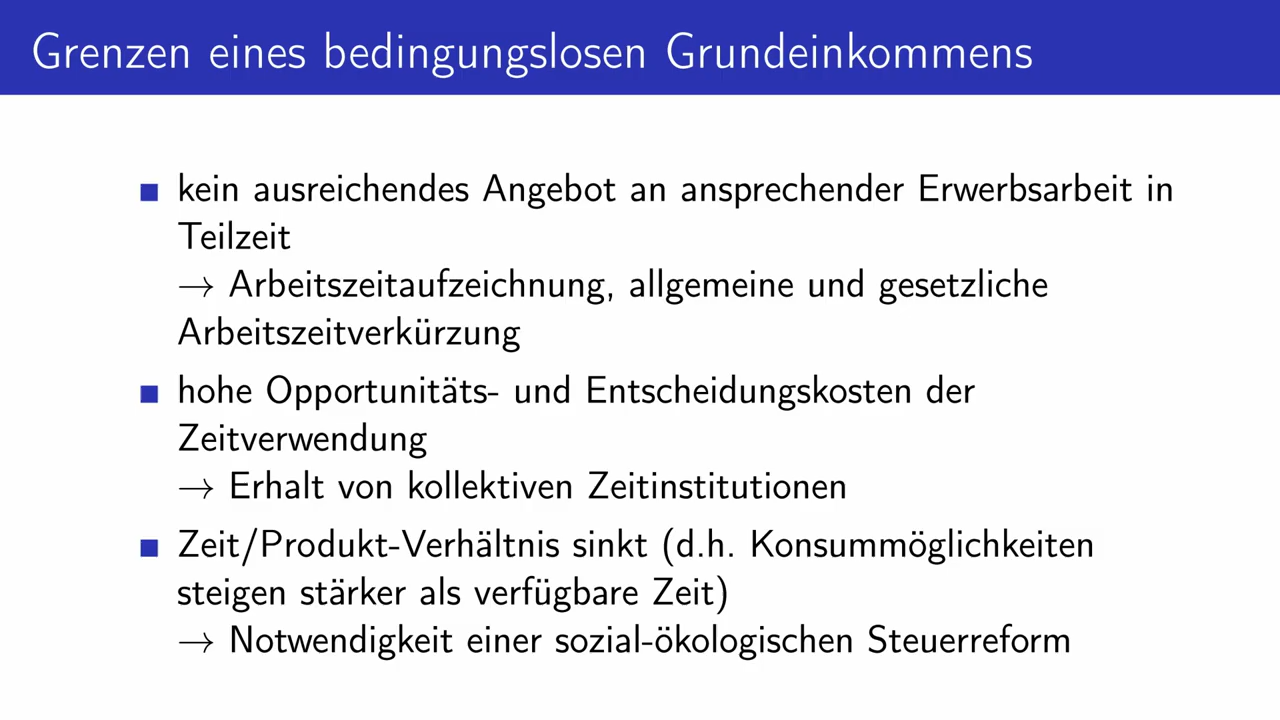 Grenzen eines bedingungslosen Grundeinkommens
kein ausreichendes Angebot an ansprechender Erwerbsarbeit in
Teilzeit
→ Arbeitszeitaufzeichnung, allgemeine und gesetzliche
Arbeitszeitverkürzung
hohe Opportunitäts- und Entscheidungskosten der
Zeitverwendung
→ Erhalt von kollektiven Zeitinstitutionen
Zeit/Produkt-Verhältnis sinkt (d.h. Konsummöglichkeiten
steigen stärker als verfügbare Zeit)
→ Notwendigkeit einer sozial-ökologischen Steuerreform